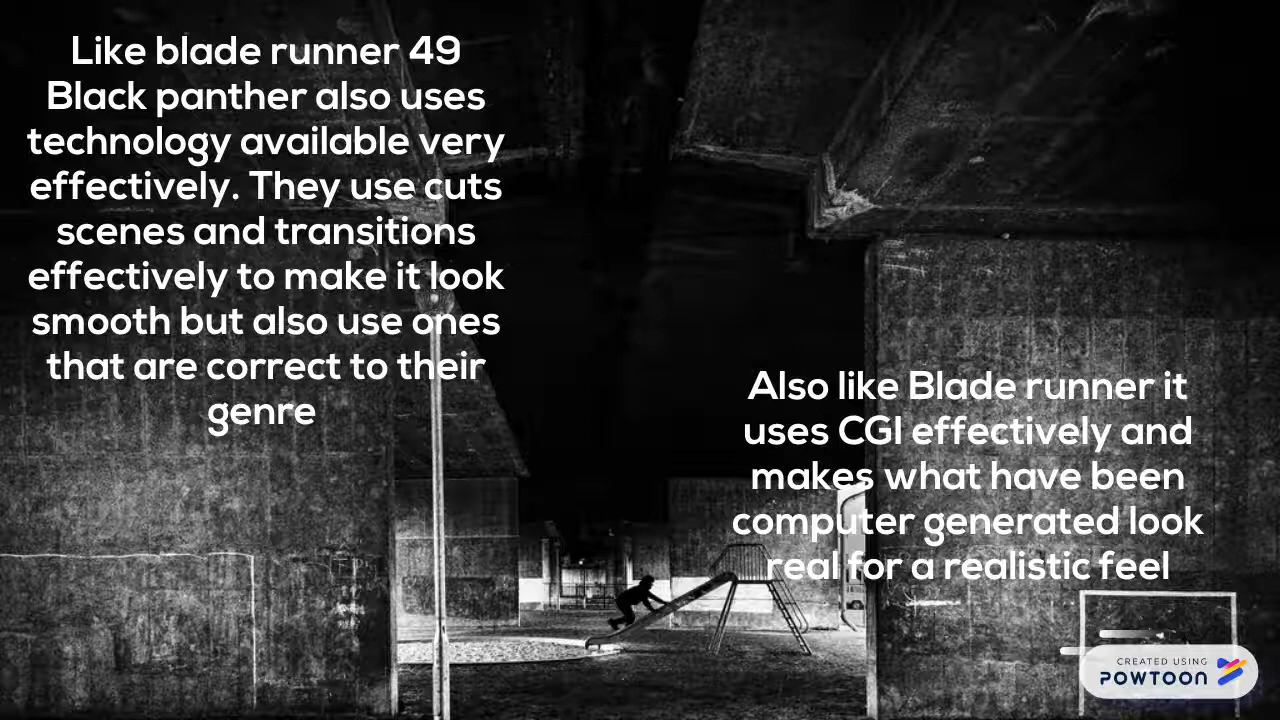 Like blade runner 49
Black panther also uses
technology available very
effectively. They use cuts
scenes and transitions
effectively to make it look
smooth but also use ones
that are correct to their
genre
Also like Blade runner it
uses CGI effectively and
makes what have been
computer generated look
real for a realistic feel
CREATED USING
POWTOON